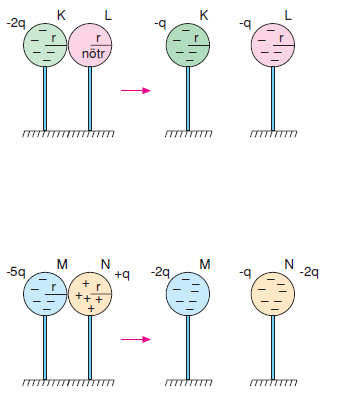 -2q K L -q K -q L
r r r r
nötr
-5q M N +q -2q M -q N -2q
r r